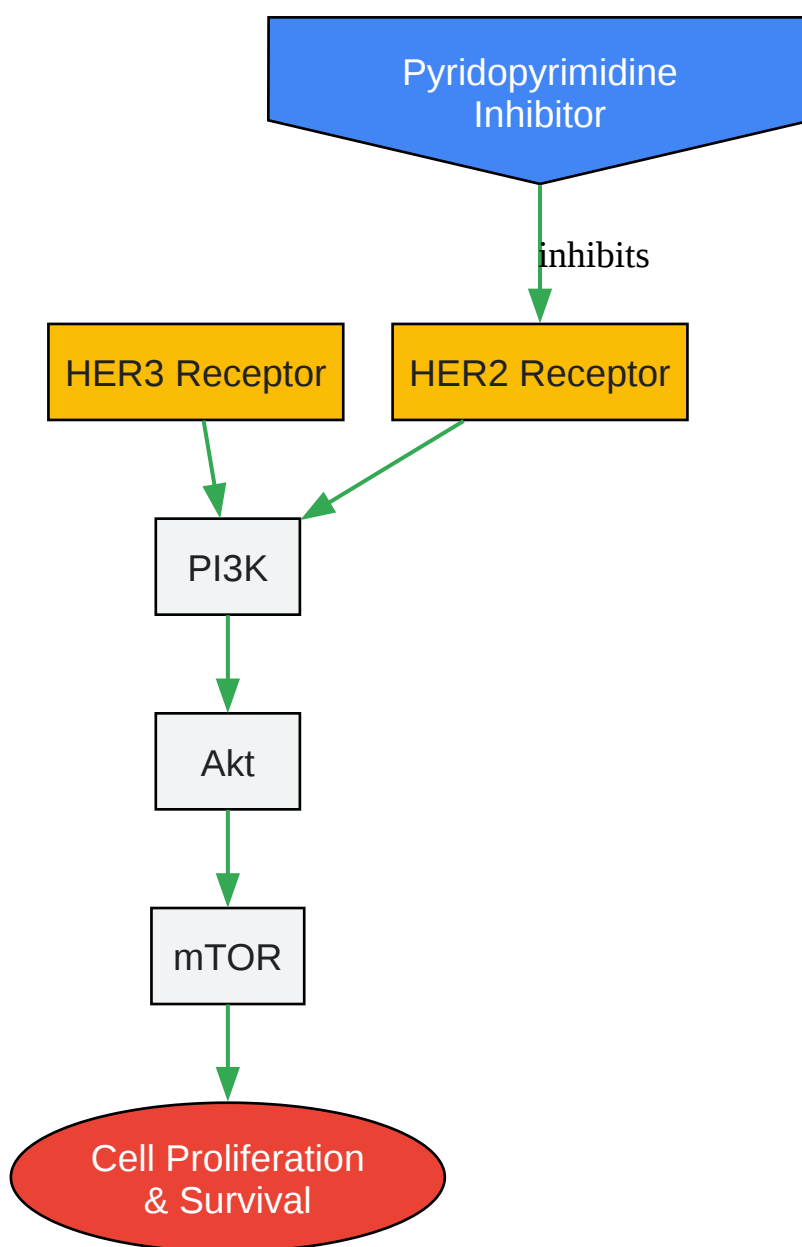 Pyridopyrimidine
Inhibitor
inhibits
HER3 Receptor
HER2 Receptor
PI3K
Akt
mTOR
Cell Proliferation
& Survival